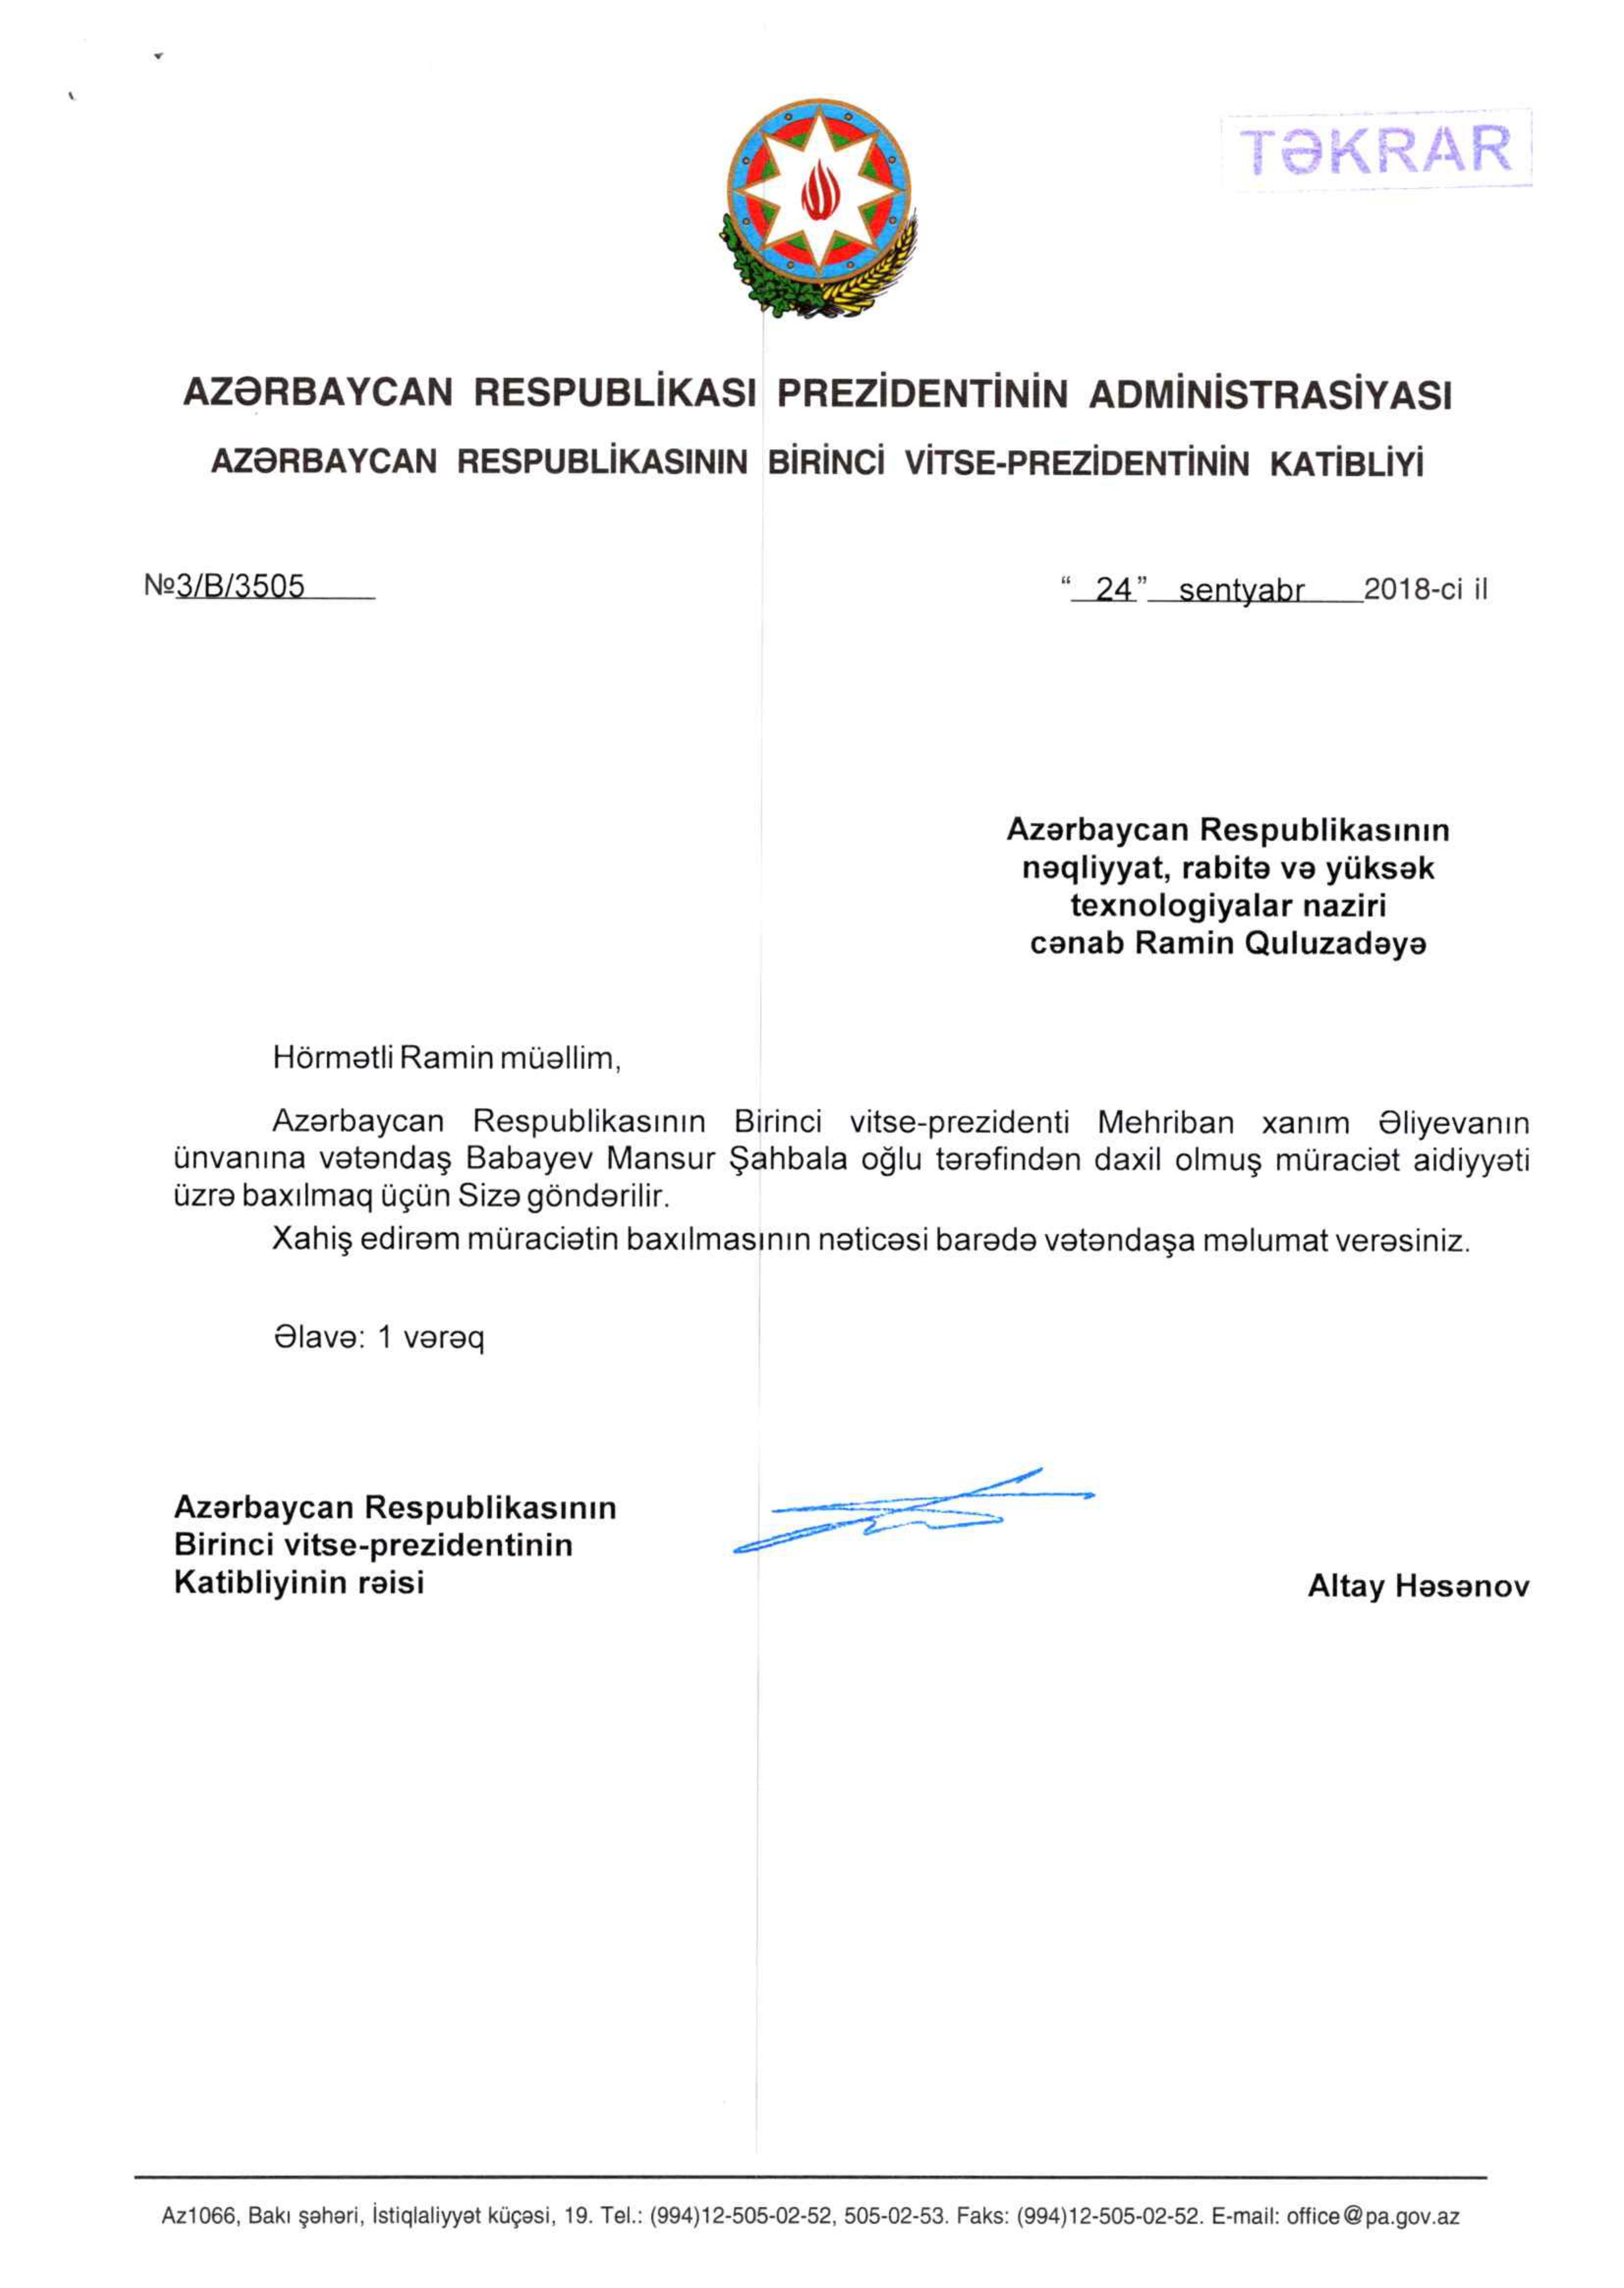 TƏKRAR
AZƏRBAYCAN RESPUBLİKASI PREZİDENTİNİN ADMİNİSTRASİYASI
AZƏRBAYCAN RESPUBLİKASININ BİRİNCİ VİTSE-PREZİDENTİNİN KATİBLİYİ
№3/B/3505
“ 24” sentyabr 2018-ci il
Azərbaycan Respublikasının
nəqliyyat, rabitə və yüksək
texnologiyalar naziri
cənab Ramin Quluzadəyə
Hörmətli Ramin müəllim,
Azərbaycan Respublikasının Birinci vitse-prezidenti Mehriban xanım Əliyevanın
ünvanına vətəndaş Babayev Mansur Şahbala oğlu tərəfindən daxil olmuş müraciət aidiyyəti
üzrə baxılmaq üçün Sizə göndərilir.
Xahiş edirəm müraciətin baxılmasının nəticəsi barədə vətəndaşa məlumat verəsiniz.
Əlavə: 1 vərəq
Azərbaycan Respublikasının
Birinci vitse-prezidentinin
Katibliyinin rəisi
Altay Həsənov
Az1066, Bakı şəhəri, İstiqlaliyyət küçəsi, 19. Tel.: (994)12-505-02-52, 505-02-53. Faks: (994)12-505-02-52. E-mail: office@pa.gov.az